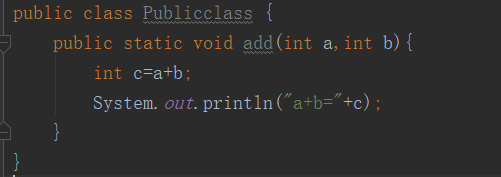 public class Publicclass {
public static void add(int a,int b){
int c=a+b;
System.out.println("a+b="+c);
}
}